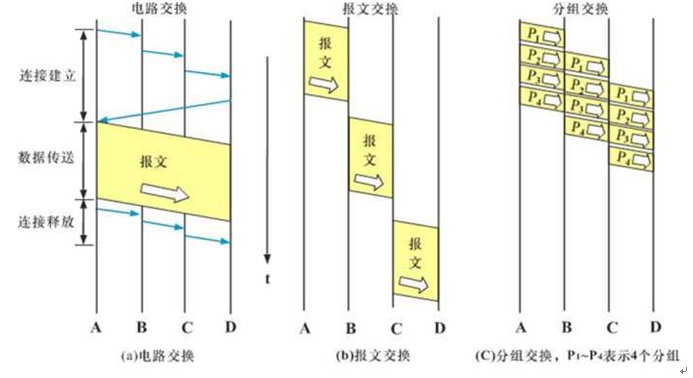 电路交换
报文交换
分组交换
连接建立
数据传送
连接释放
报文
t
报
文
报
文
报
文
P1
P2
P3
P4
P1
P2
P3
P4
P1
P2
P3
P4
A B C D
A B C D
A B C D
(a)电路交换
(b)报文交换
(C)分组交换，P1~P4表示4个分组